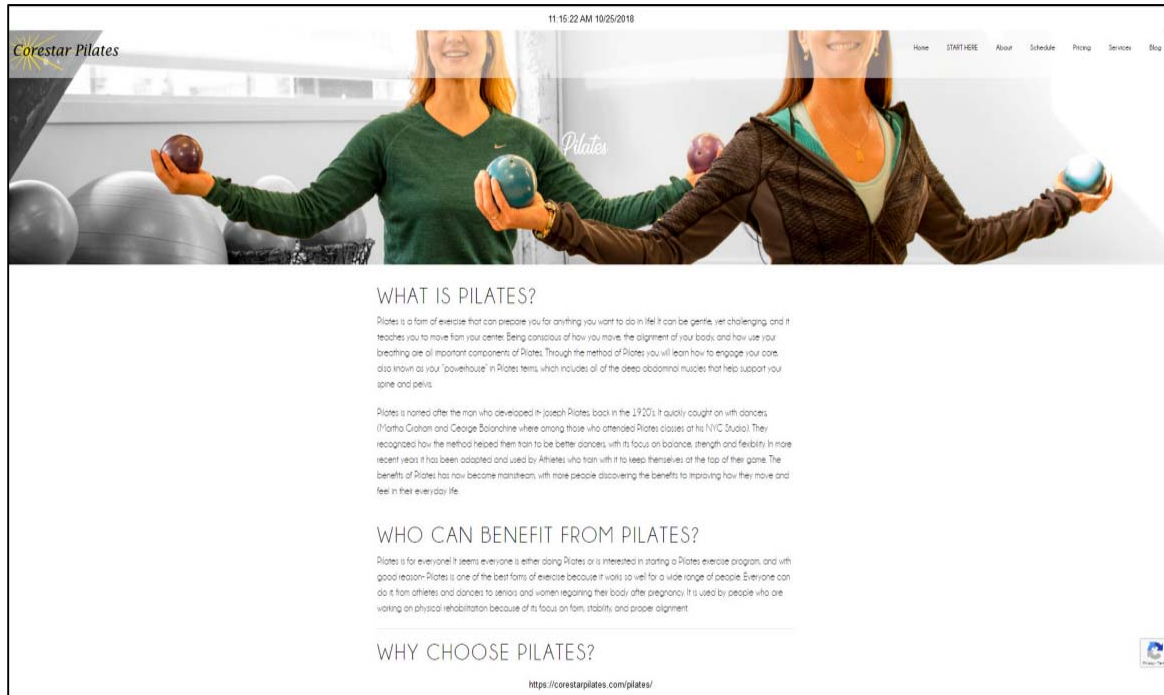 11:15:22 AM 10/25/2018
Corestar Pilates
Home START HERE About Schedule Pricing Services Blog
Pilates
WHAT IS PILATES?
Pilates is a form of exercise that can prepare you for anything you want to do in life! It can be gentle, yet challenging, and it
teaches you to move from your center. Being conscious of how you move, the alignment of your body, and how use your
breathing are all important components of Pilates. Through the method of Pilates you will learn how to engage your core,
also known as your "powerhouse" in Pilates terms, which includes all of the deep abdominal muscles that help support your
spine and pelvis.
Pilates is named after the man who developed it- Joseph Pilates, back in the 1920's. It quickly caught on with dancers,
(Martha Graham and George Balanchine where among those who attended Pilates classes at his NYC Studio). They
recognized how the method helped them train to be better dancers, with its focus on balance, strength and flexibility. In more
recent years it has been adapted and used by Athletes who train with it to keep themselves at the top of their game. The
benefits of Pilates has now become mainstream, with more people discovering the benefits to improving how they move and
feel in their everyday life.
WHO CAN BENEFIT FROM PILATES?
Pilates is for everyone! It seems everyone is either doing Pilates or is interested in starting a Pilates exercise program, and with
good reason- Pilates is one of the best forms of exercise because it works so well for a wide range of people. Everyone can
do it from athletes and dancers to seniors and women regaining their body after pregnancy. It is used by people who are
working on physical rehabilitation because of its focus on form, stability, and proper alignment.
WHY CHOOSE PILATES?
https://corestarpilates.com/pilates/